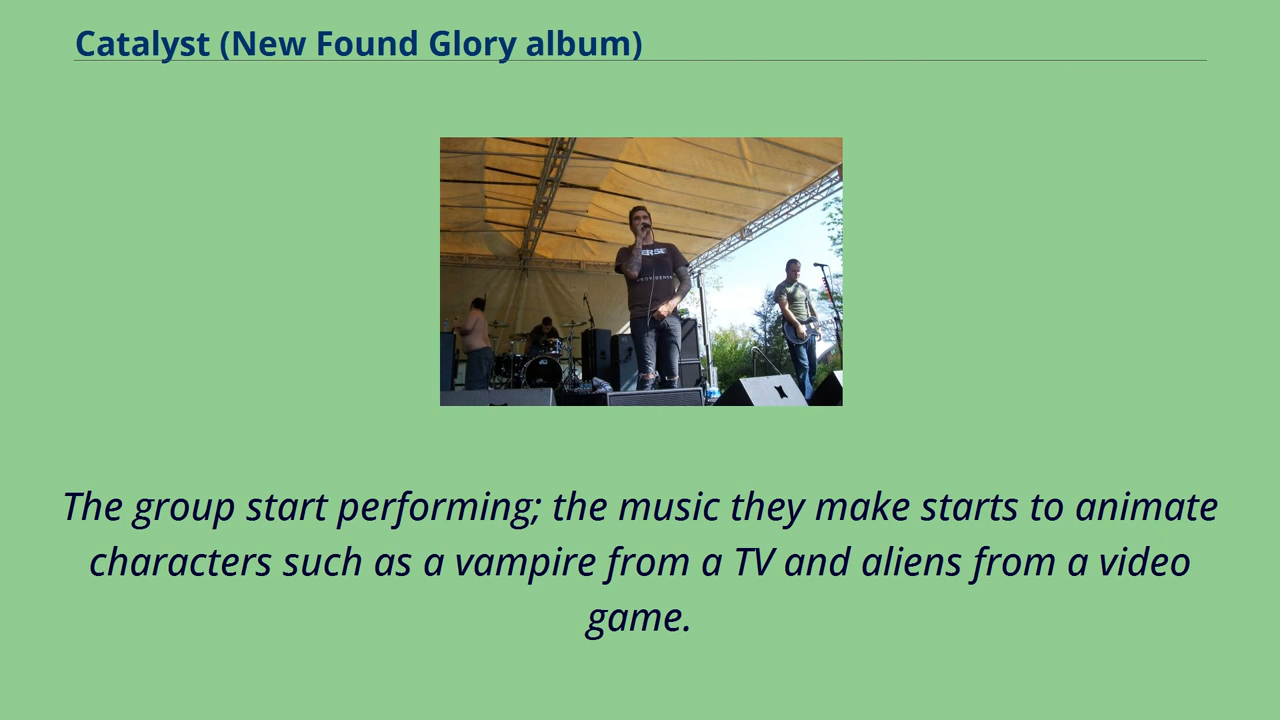 Catalyst (New Found Glory album)
The group start performing; the music they make starts to animate
characters such as a vampire from a TV and aliens from a video
game.